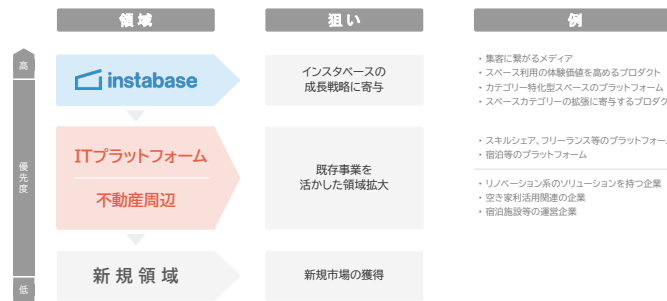 領域
狙い
例
高
優先度
低
instabase
インスタベースの
成長戦略に寄与
・集客に繋がるメディア
・スペース利用の体験価値を高めるプロダクト
・カテゴリー特化型スペースのプラットフォーム
・スペースカテゴリーの拡張に寄与するプロダク
ITプラットフォーム
不動産周辺
既存事業を
活かした領域拡大
・スキルシェア、フリーランス等のプラットフォー
・宿泊等のプラットフォーム
・リノベーション系のソリューションを持つ企業
・空き家利活用関連の企業
・宿泊施設等の運営企業
新規領域
新規市場の獲得